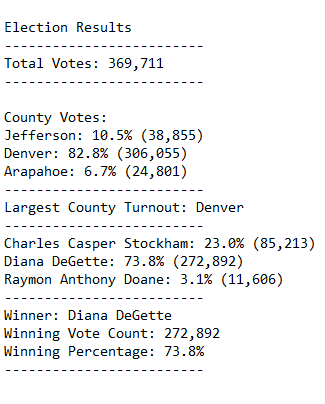 Election Results
-------------------------
Total Votes: 369,711
-------------------------
County Votes:
Jefferson: 10.5% (38,855)
Denver: 82.8% (306,055)
Arapahoe: 6.7% (24,801)
-------------------------
Largest County Turnout: Denver
-------------------------
Charles Casper Stockham: 23.0% (85,213)
Diana DeGette: 73.8% (272,892)
Raymon Anthony Doane: 3.1% (11,606)
-------------------------
Winner: Diana DeGette
Winning Vote Count: 272,892
Winning Percentage: 73.8%
-------------------------